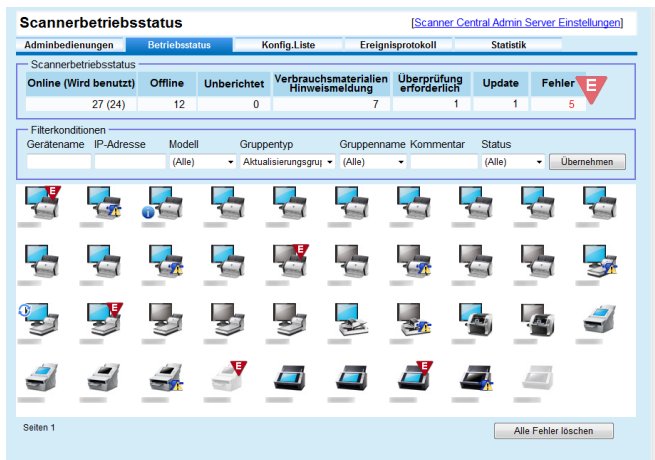 Scannerbetriebsstatus
[Scanner Central Admin Server Einstellungen]
Adminbedienungen Betriebsstatus Konfig.Liste Ereignisprotokoll Statistik
Scannerbetriebsstatus
Online (Wird benutzt) Offline Unberichtet Verbrauchsmaterialien Hinweismeldung Überprüfung erforderlich Update Fehler E
27 (24) 12 0 7 1 1 5
Filterkonditionen
Gerätename IP-Adresse Modell Gruppentyp Gruppenname Kommentar Status
(Alle) Aktualisierungsgruj (Alle) (Alle) Übernehmen
E
E
E
E E
Seiten 1
Alle Fehler löschen